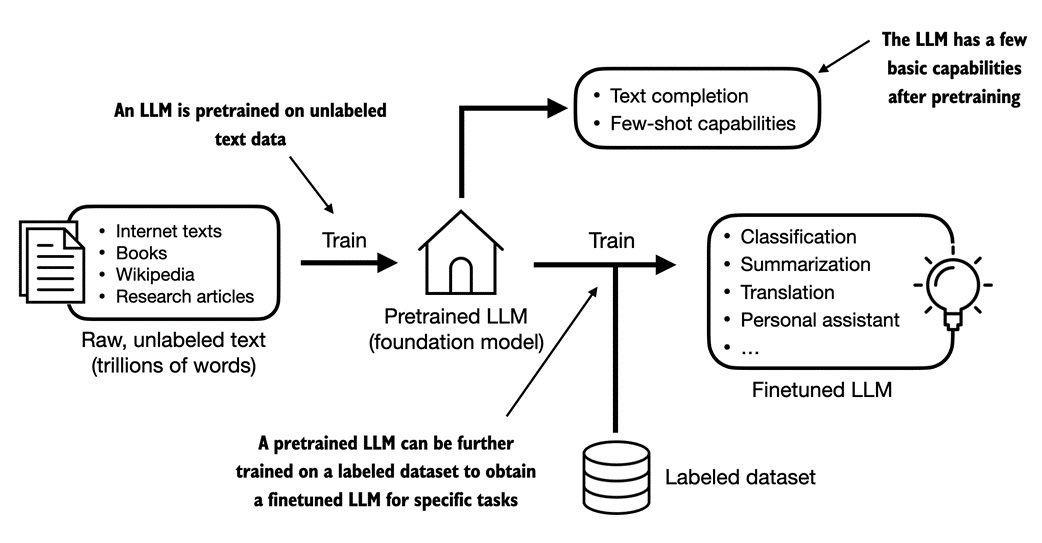 The LLM has a few
basic capabilities
after pretraining
• Text completion
• Few-shot capabilities
An LLM is pretrained on unlabeled
text data
• Internet texts
• Books
• Wikipedia
• Research articles
Raw, unlabeled text
(trillions of words)
Train
Pretrained LLM
(foundation model)
Train
• Classification
• Summarization
• Translation
• Personal assistant
• ...
Finetuned LLM
A pretrained LLM can be further
trained on a labeled dataset to obtain
a finetuned LLM for specific tasks
Labeled dataset